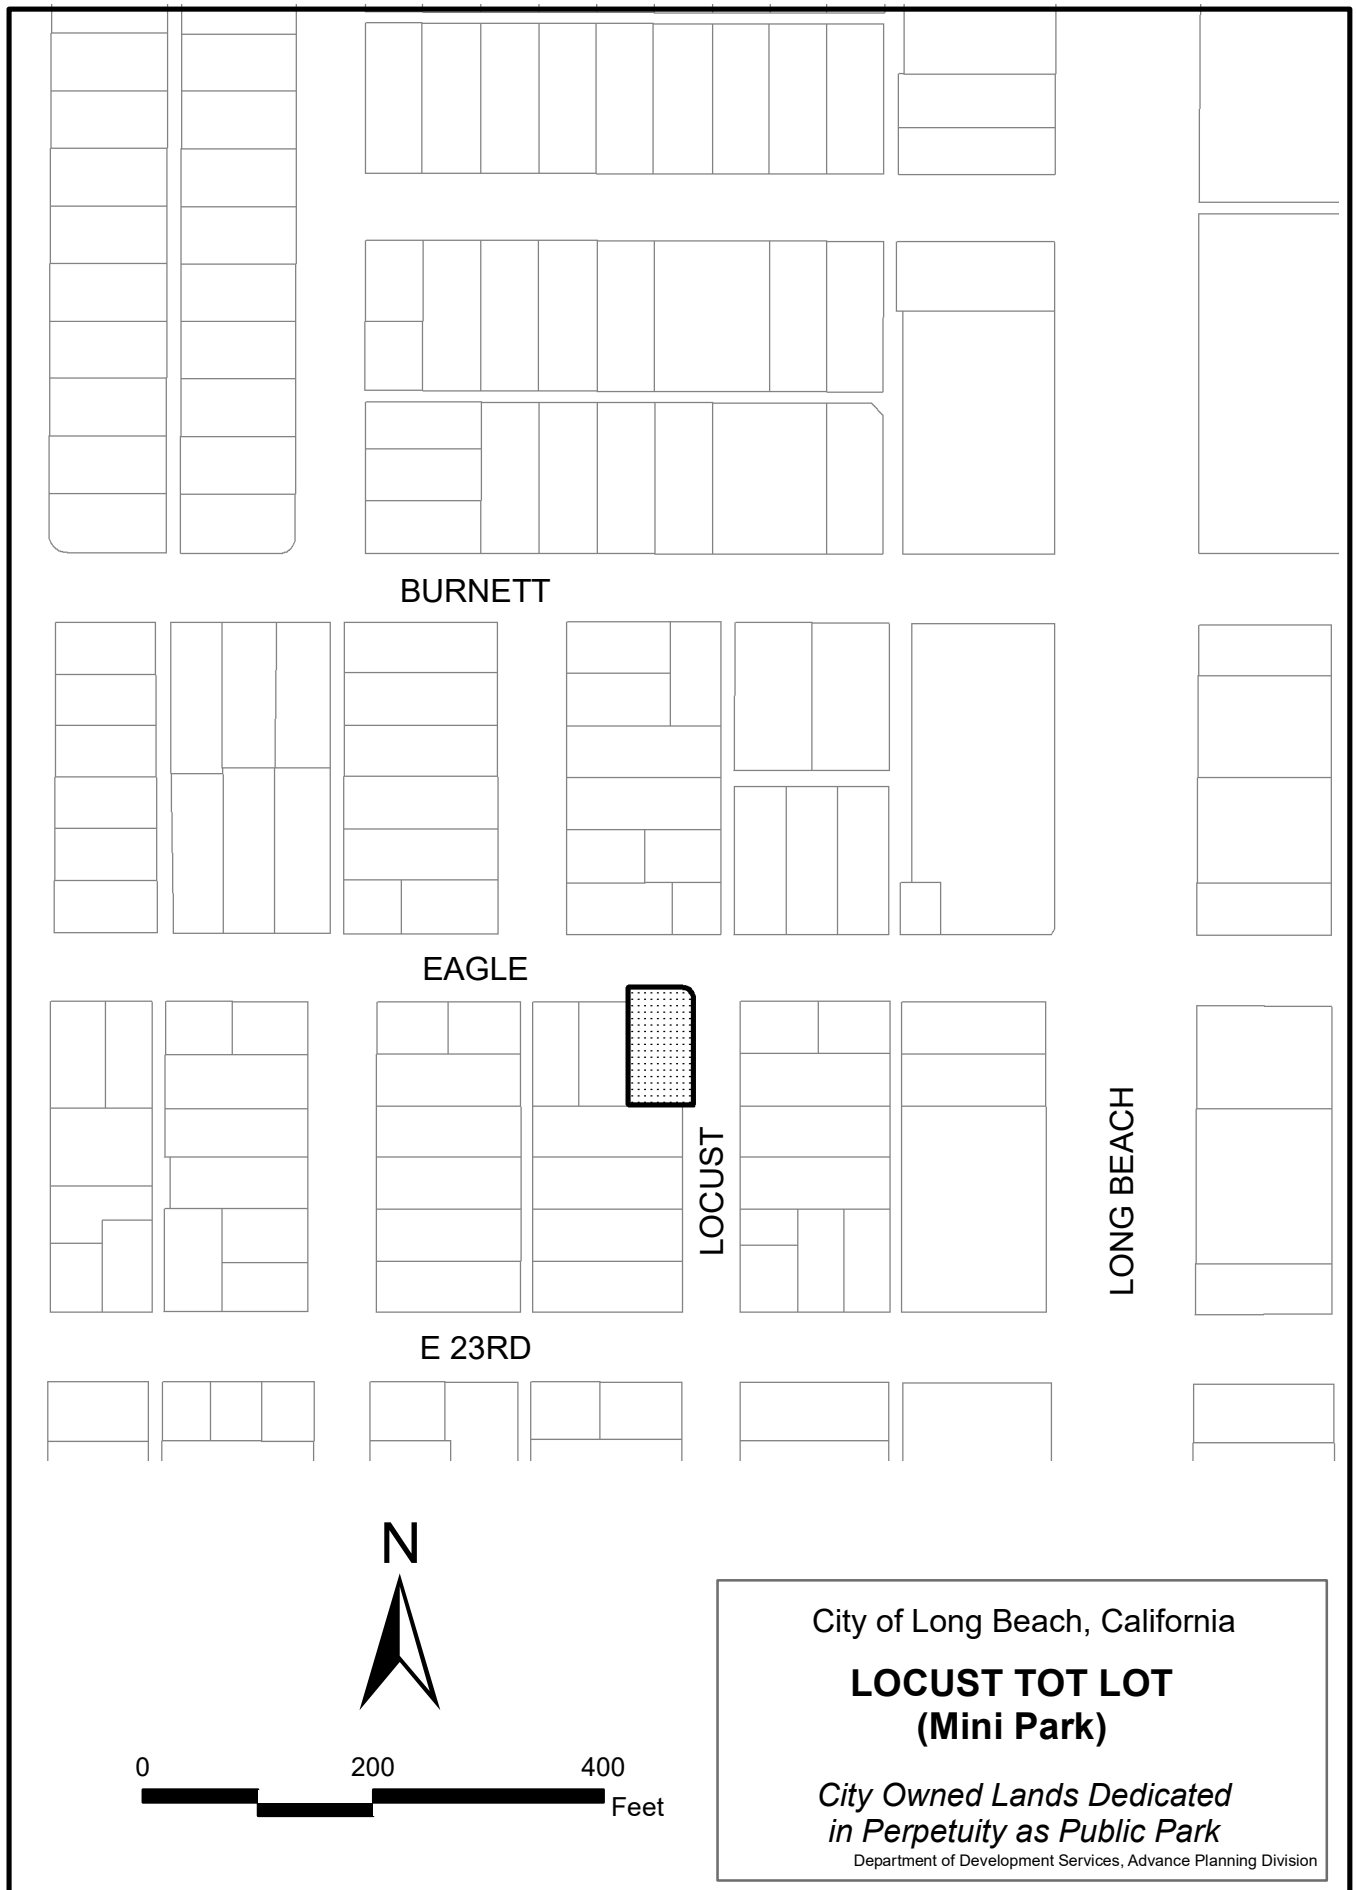 BURNETT
EAGLE
LOCUST
LONG BEACH
E 23RD
N
0 200 400
Feet
City of Long Beach, California
LOCUST TOT LOT
(Mini Park)
City Owned Lands Dedicated
in Perpetuity as Public Park
Department of Development Services, Advance Planning Division